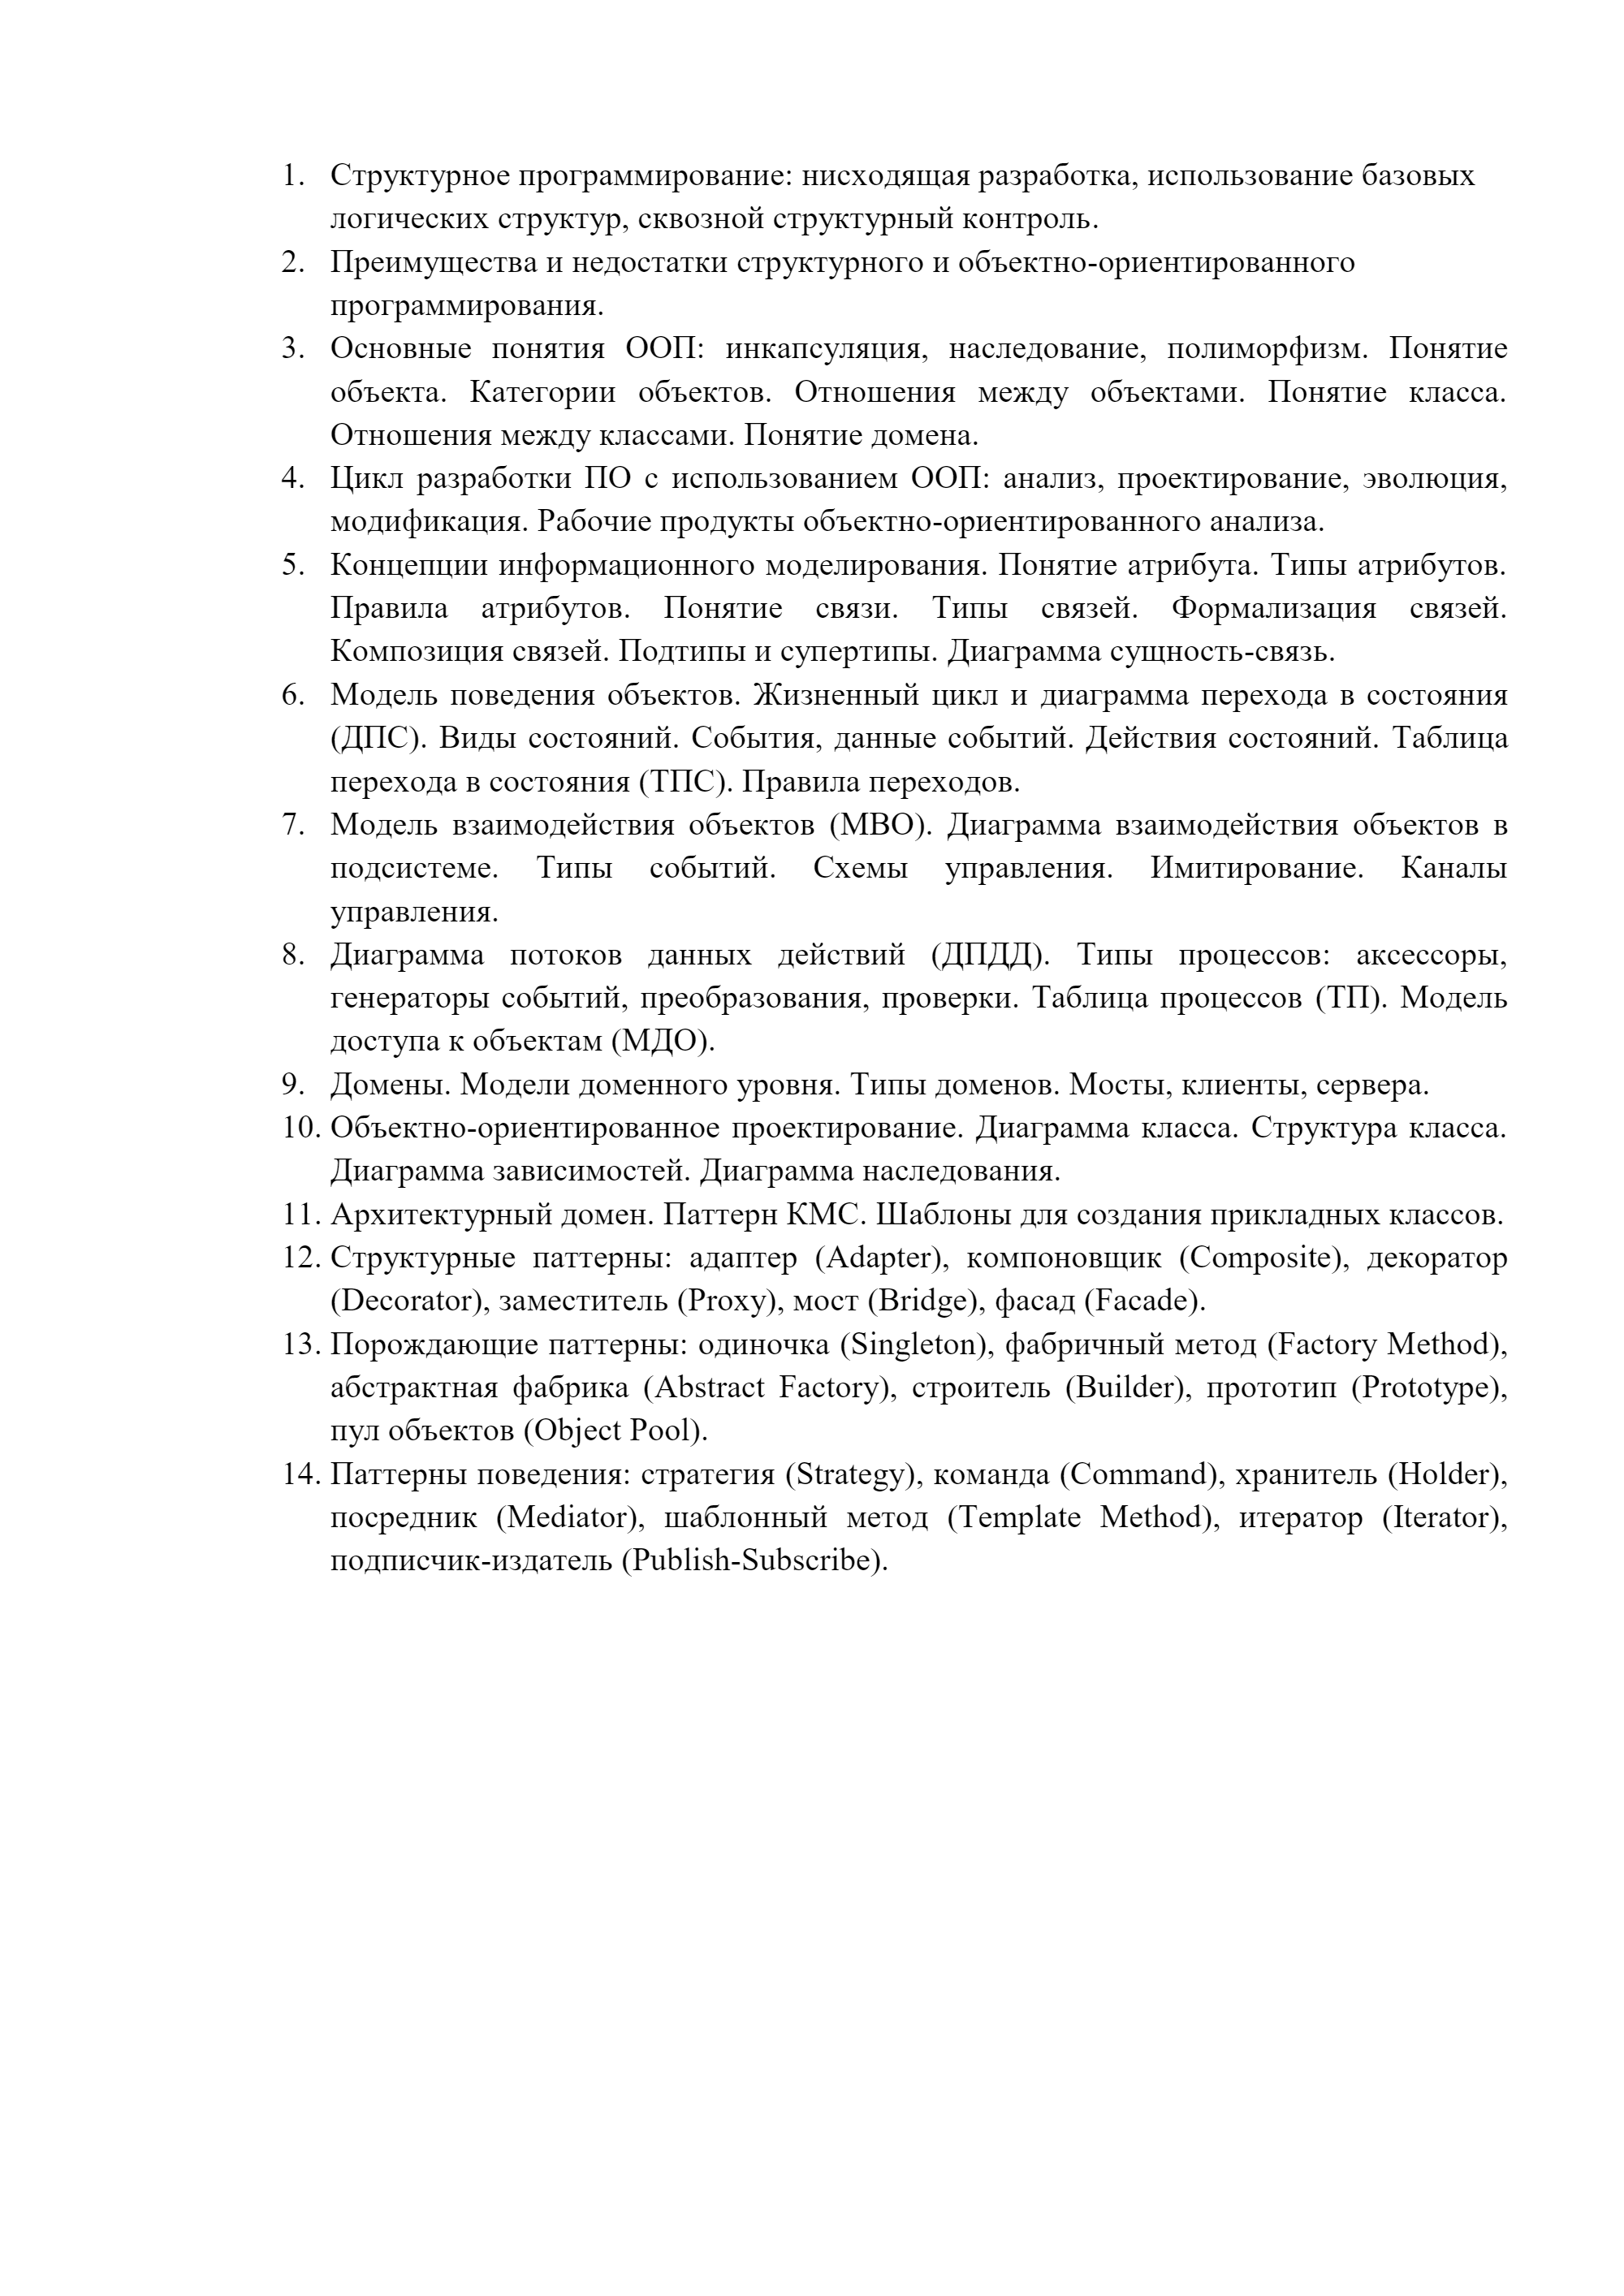 1. Структурное программирование: нисходящая разработка, использование базовых
логических структур, сквозной структурный контроль.
2. Преимущества и недостатки структурного и объектно-ориентированного
программирования.
3. Основные понятия ООП: инкапсуляция, наследование, полиморфизм. Понятие
объекта. Категории объектов. Отношения между объектами. Понятие класса.
Отношения между классами. Понятие домена.
4. Цикл разработки ПО с использованием ООП: анализ, проектирование, эволюция,
модификация. Рабочие продукты объектно-ориентированного анализа.
5. Концепции информационного моделирования. Понятие атрибута. Типы атрибутов.
Правила атрибутов. Понятие связи. Типы связей. Формализация связей.
Композиция связей. Подтипы и супертипы. Диаграмма сущность-связь.
6. Модель поведения объектов. Жизненный цикл и диаграмма перехода в состояния
(ДПС). Виды состояний. События, данные событий. Действия состояний. Таблица
перехода в состояния (ТПС). Правила переходов.
7. Модель взаимодействия объектов (МВО). Диаграмма взаимодействия объектов в
подсистеме. Типы событий. Схемы управления. Имитирование. Каналы
управления.
8. Диаграмма потоков данных действий (ДПДД). Типы процессов: аксессоры,
генераторы событий, преобразования, проверки. Таблица процессов (ТП). Модель
доступа к объектам (МДО).
9. Домены. Модели доменного уровня. Типы доменов. Мосты, клиенты, сервера.
10. Объектно-ориентированное проектирование. Диаграмма класса. Структура класса.
Диаграмма зависимостей. Диаграмма наследования.
11. Архитектурный домен. Паттерн КМС. Шаблоны для создания прикладных классов.
12. Структурные паттерны: адаптер (Adapter), компоновщик (Composite), декоратор
(Decorator), заместитель (Proxy), мост (Bridge), фасад (Facade).
13. Порождающие паттерны: одиночка (Singleton), фабричный метод (Factory Method),
абстрактная фабрика (Abstract Factory), строитель (Builder), прототип (Prototype),
пул объектов (Object Pool).
14. Паттерны поведения: стратегия (Strategy), команда (Command), хранитель (Holder),
посредник (Mediator), шаблонный метод (Template Method), итератор (Iterator),
подписчик-издатель (Publish-Subscribe).